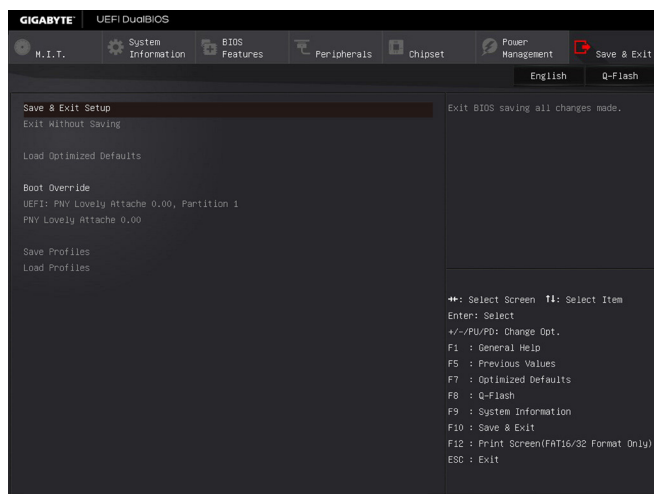 GIGABYTE™ UEFI DualBIOS
M.I.T.
System Information
BIOS Features
Peripherals
Chipset
Power Management
Save & Exit
English Q-Flash
Save & Exit Setup
Exit Without Saving
Load Optimized Defaults
Boot Override
UEFI: PNY Lovely Attache 0.00, Partition 1
PNY Lovely Attache 0.00
Save Profiles
Load Profiles
Exit BIOS saving all changes made.
→←: Select Screen ↑↓: Select Item
Enter: Select
+/-/PU/PD: Change Opt.
F1 : General Help
F5 : Previous Values
F7 : Optimized Defaults
F8 : Q-Flash
F9 : System Information
F10 : Save & Exit
F12 : Print Screen(FAT16/32 Format Only)
ESC : Exit